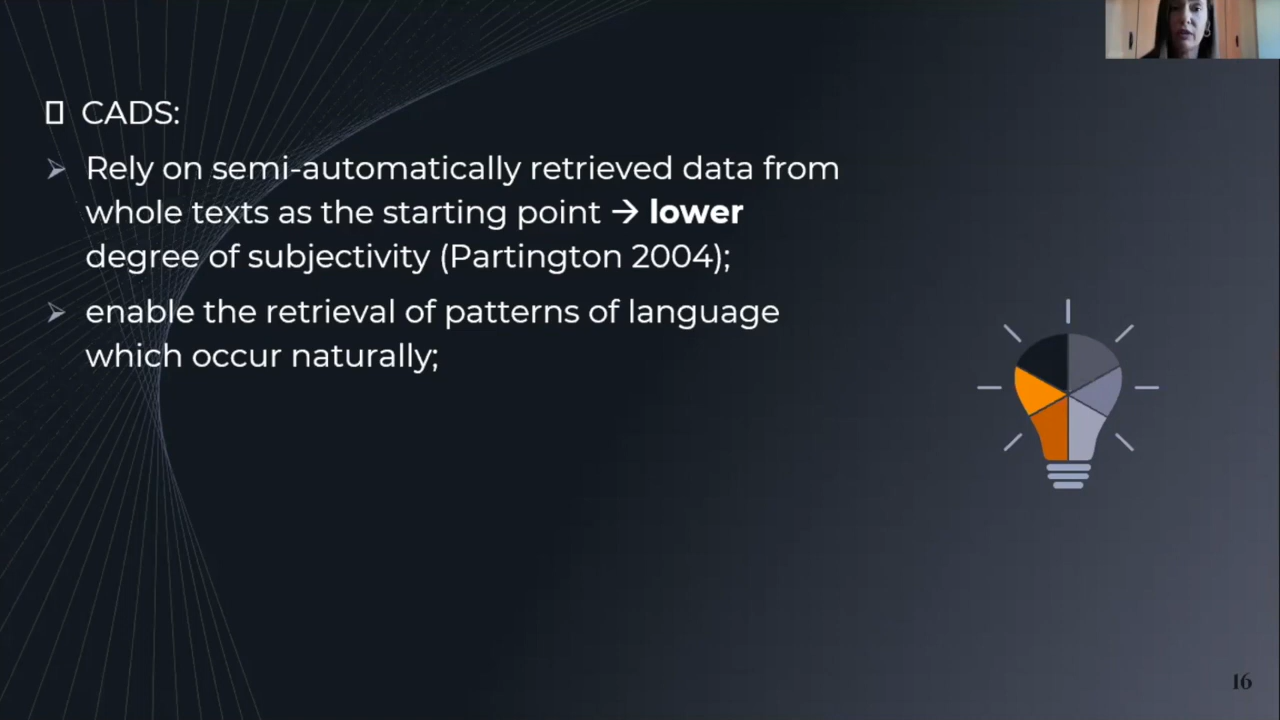 CADS:
Rely on semi-automatically retrieved data from
whole texts as the starting point → lower
degree of subjectivity (Partington 2004);
enable the retrieval of patterns of language
which occur naturally;
16